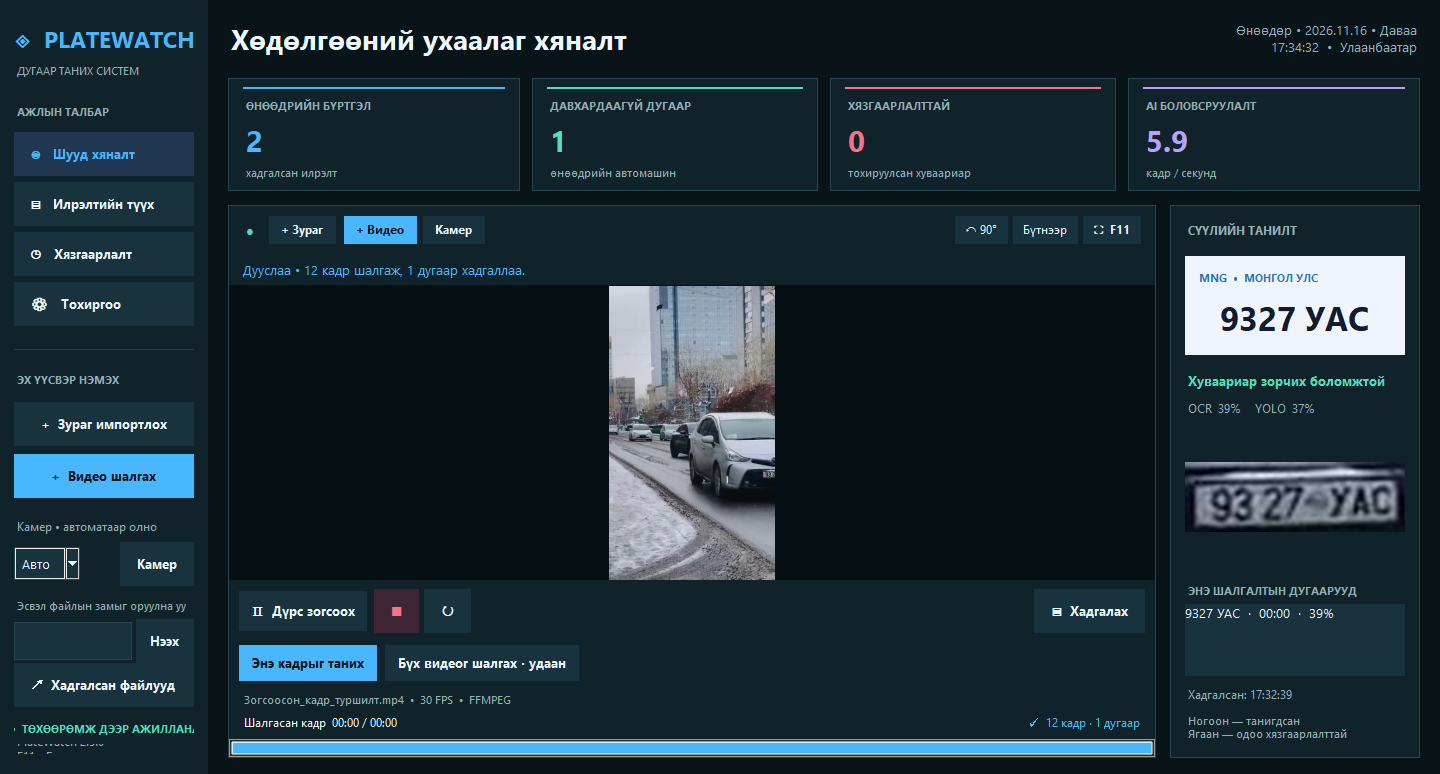 PLATEWATCH
ДУГААР ТАНИХ СИСТЕМ
АЖЛЫН ТАЛБАР
Шууд хяналт
Илрэлтийн түүх
Хязгаарлалт
Тохиргоо
ЭХ ҮҮСВЭР НЭМЭХ
+ Зураг импортлох
+ Видео шалгах
Камер • автоматаар олно
Авто
Камер
Эсвэл файлын замыг оруулна уу
Нээх
Хадгалсан файлууд
ТӨХӨӨРӨМЖ ДЭЭР АЖИЛЛАНА
Хөдөлгөөний ухаалаг хяналт
Өнөөдөр • 2026.11.16 • Даваа
17:34:32 • Улаанбаатар
ӨНӨӨДРИЙН БҮРТГЭЛ
2
хадгалсан илрэлт
ДАВХАРДААГҮЙ ДУГААР
1
өнөөдрийн автомашин
ХЯЗГААРЛАЛТТАЙ
0
тохируулсан хуваариар
AI БОЛОВСРУУЛАЛТ
5.9
кадр / секунд
+ Зураг
+ Видео
Камер
90°
Бүтнээр
F11
Дууслаа • 12 кадр шалгаж, 1 дугаар хадгаллаа.
Дүрс зогсоох
Хадгалах
Энэ кадрыг таних
Бүх видеог шалгах · удаан
Зогсоосон_кадр_туршилт.mp4 • 30 FPS • FFMPEG
Шалгасан кадр 00:00 / 00:00
✓ 12 кадр · 1 дугаар
СҮҮЛИЙН ТАНИЛТ
MNG • МОНГОЛ УЛС
9327 УАС
Хуваариар зорчих боломжтой
OCR 39% YOLO 37%
9327 УАС
ЭНЭ ШАЛГАЛТЫН ДУГААРУУД
9327 УАС · 00:00 · 39%
Хадгалсан: 17:32:39
Ногоон — танигдсан
Ягаан — одоо хязгаарлалттай